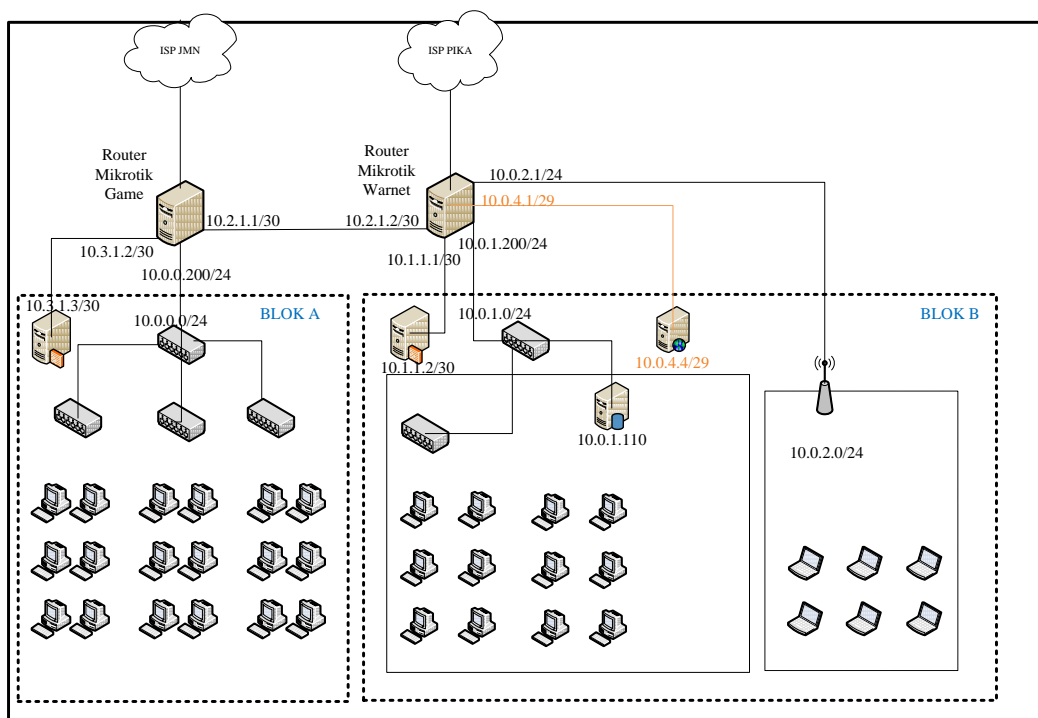 ISP JMN
ISP PIKA
Router
Mikrotik
Game
Router
Mikrotik
Warnet
10.0.2.1/24
10.0.4.1/29
10.2.1.1/30
10.2.1.2/30
10.3.1.2/30
10.0.1.200/24
10.1.1.1/30
10.0.0.200/24
10.3.1.3/30
10.0.0.0/24
BLOK A
10.0.1.0/24
BLOK B
10.1.1.2/30
10.0.4.4/29
10.0.1.110
10.0.2.0/24